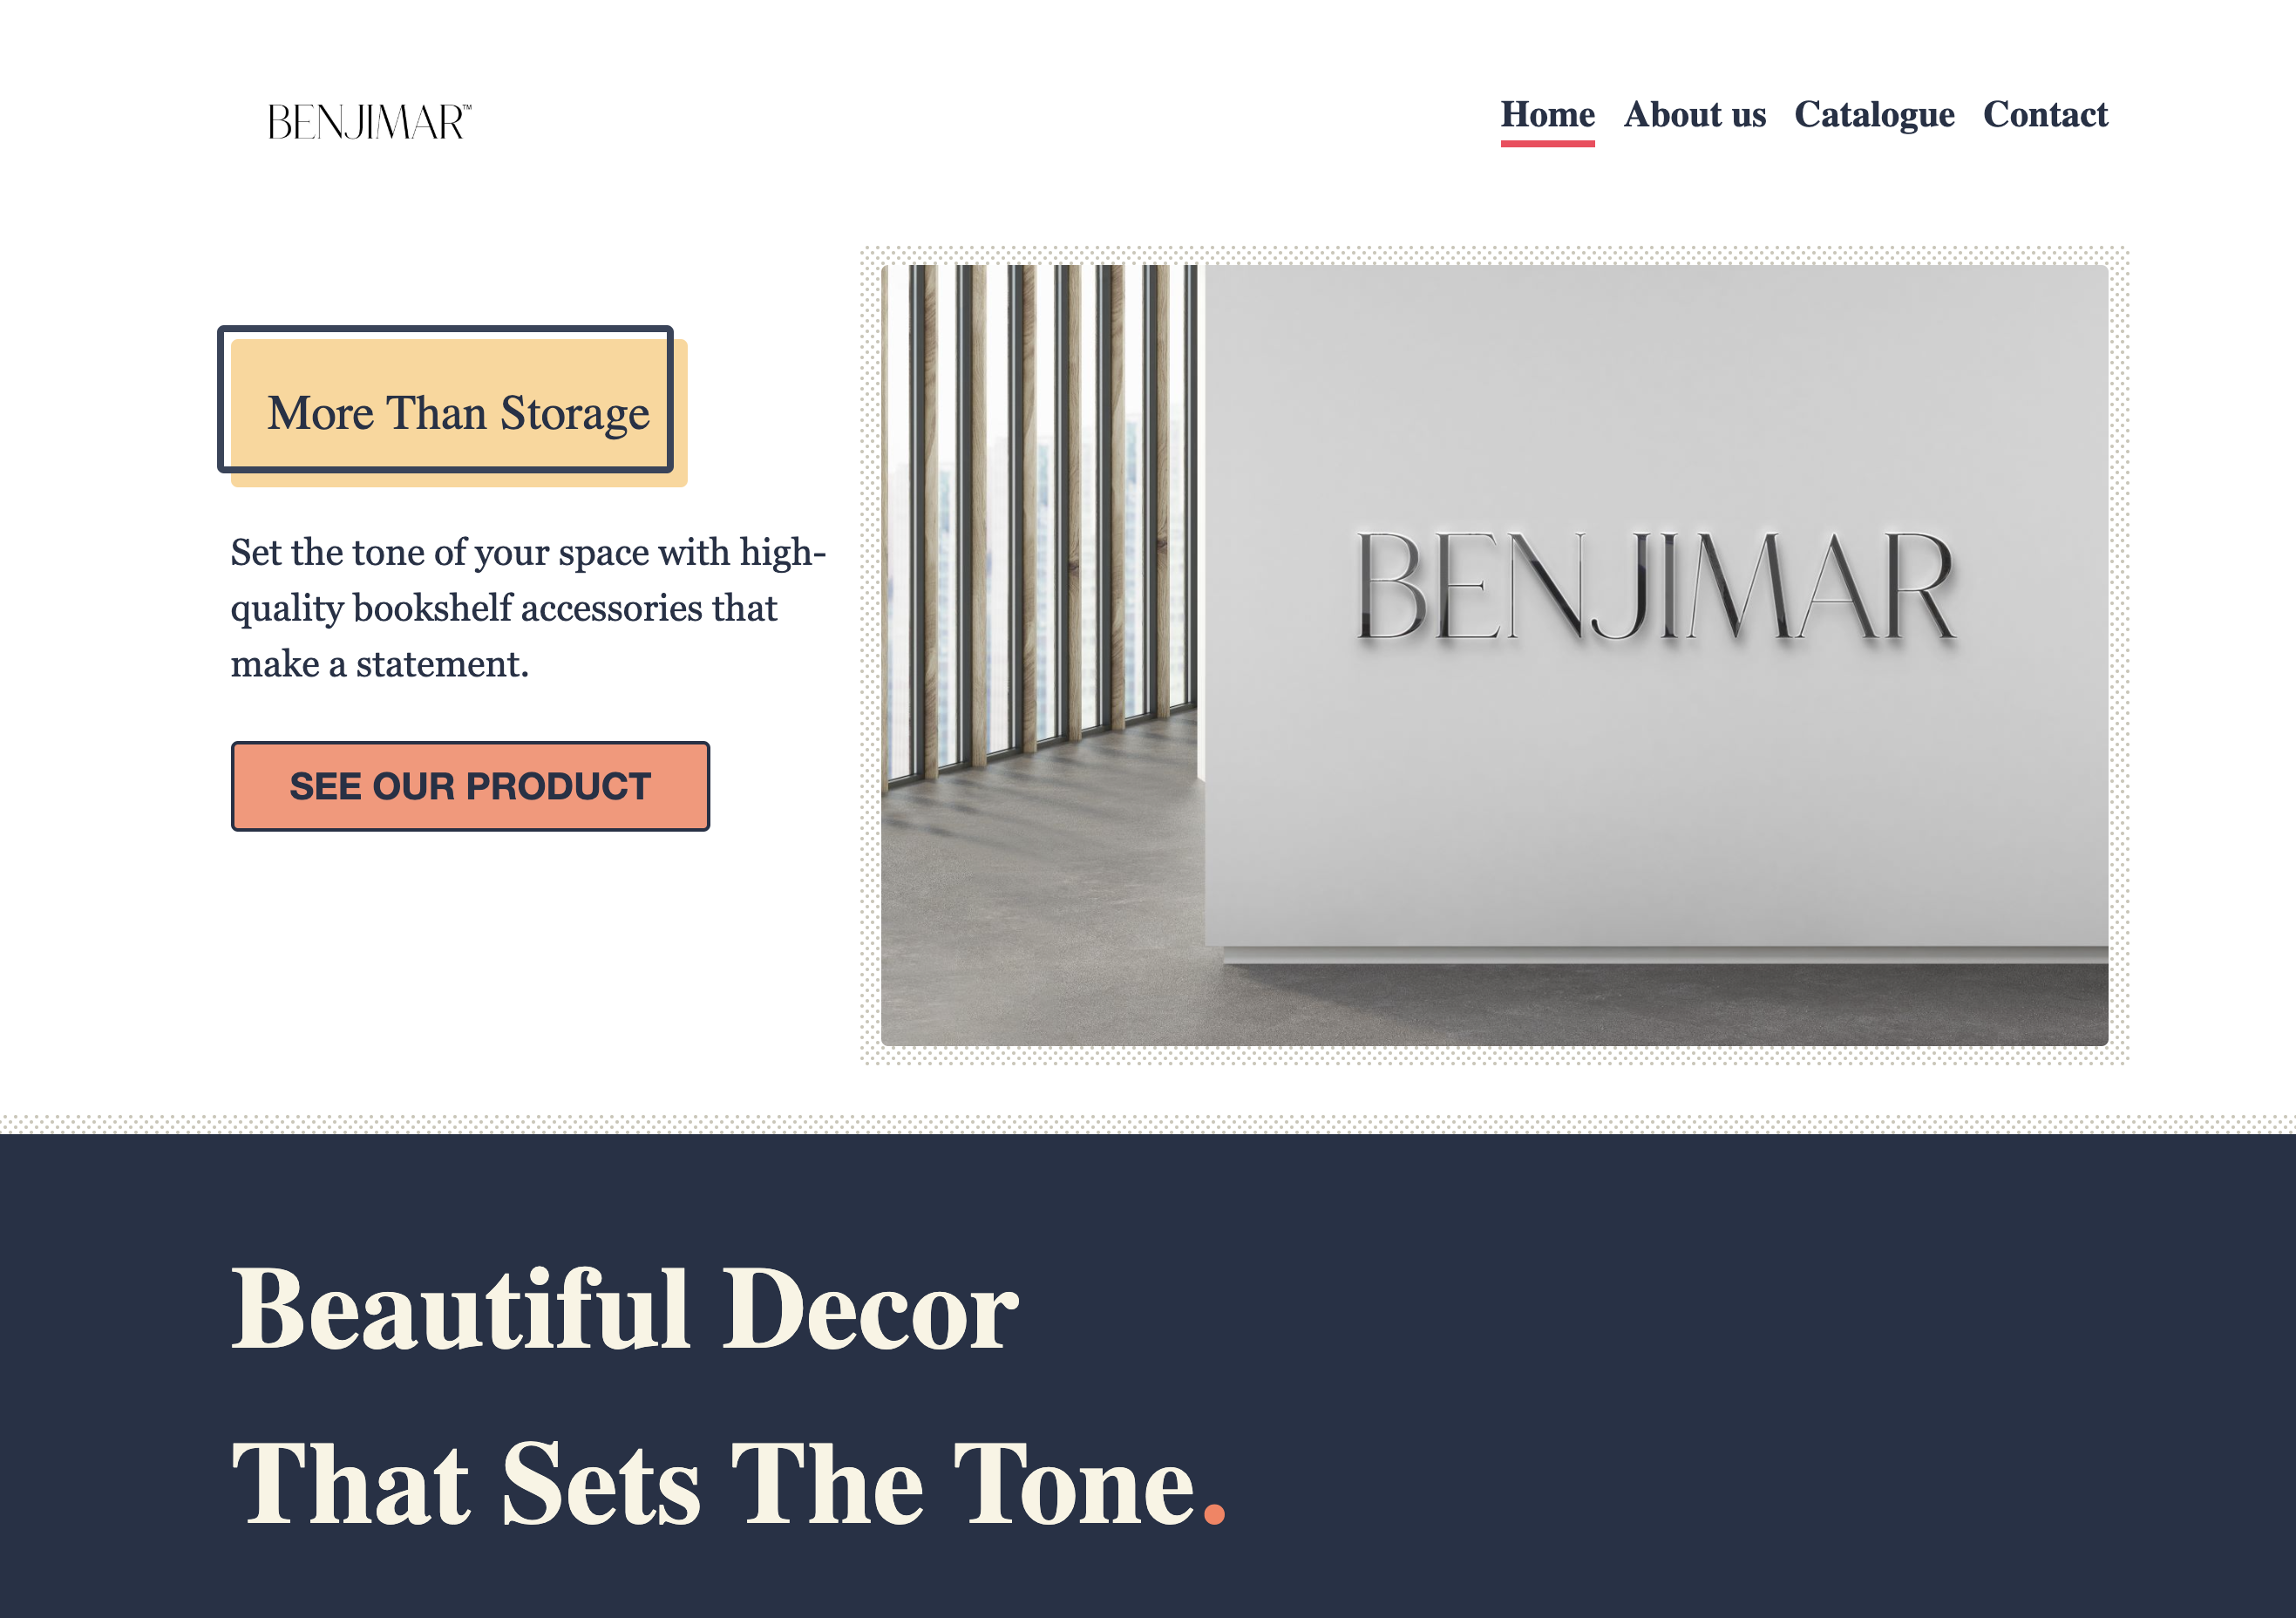 BENJIMAR™
Home About us Catalogue Contact
More Than Storage
Set the tone of your space with high-
quality bookshelf accessories that
make a statement.
SEE OUR PRODUCT
BENJIMAR
Beautiful Decor
That Sets The Tone.